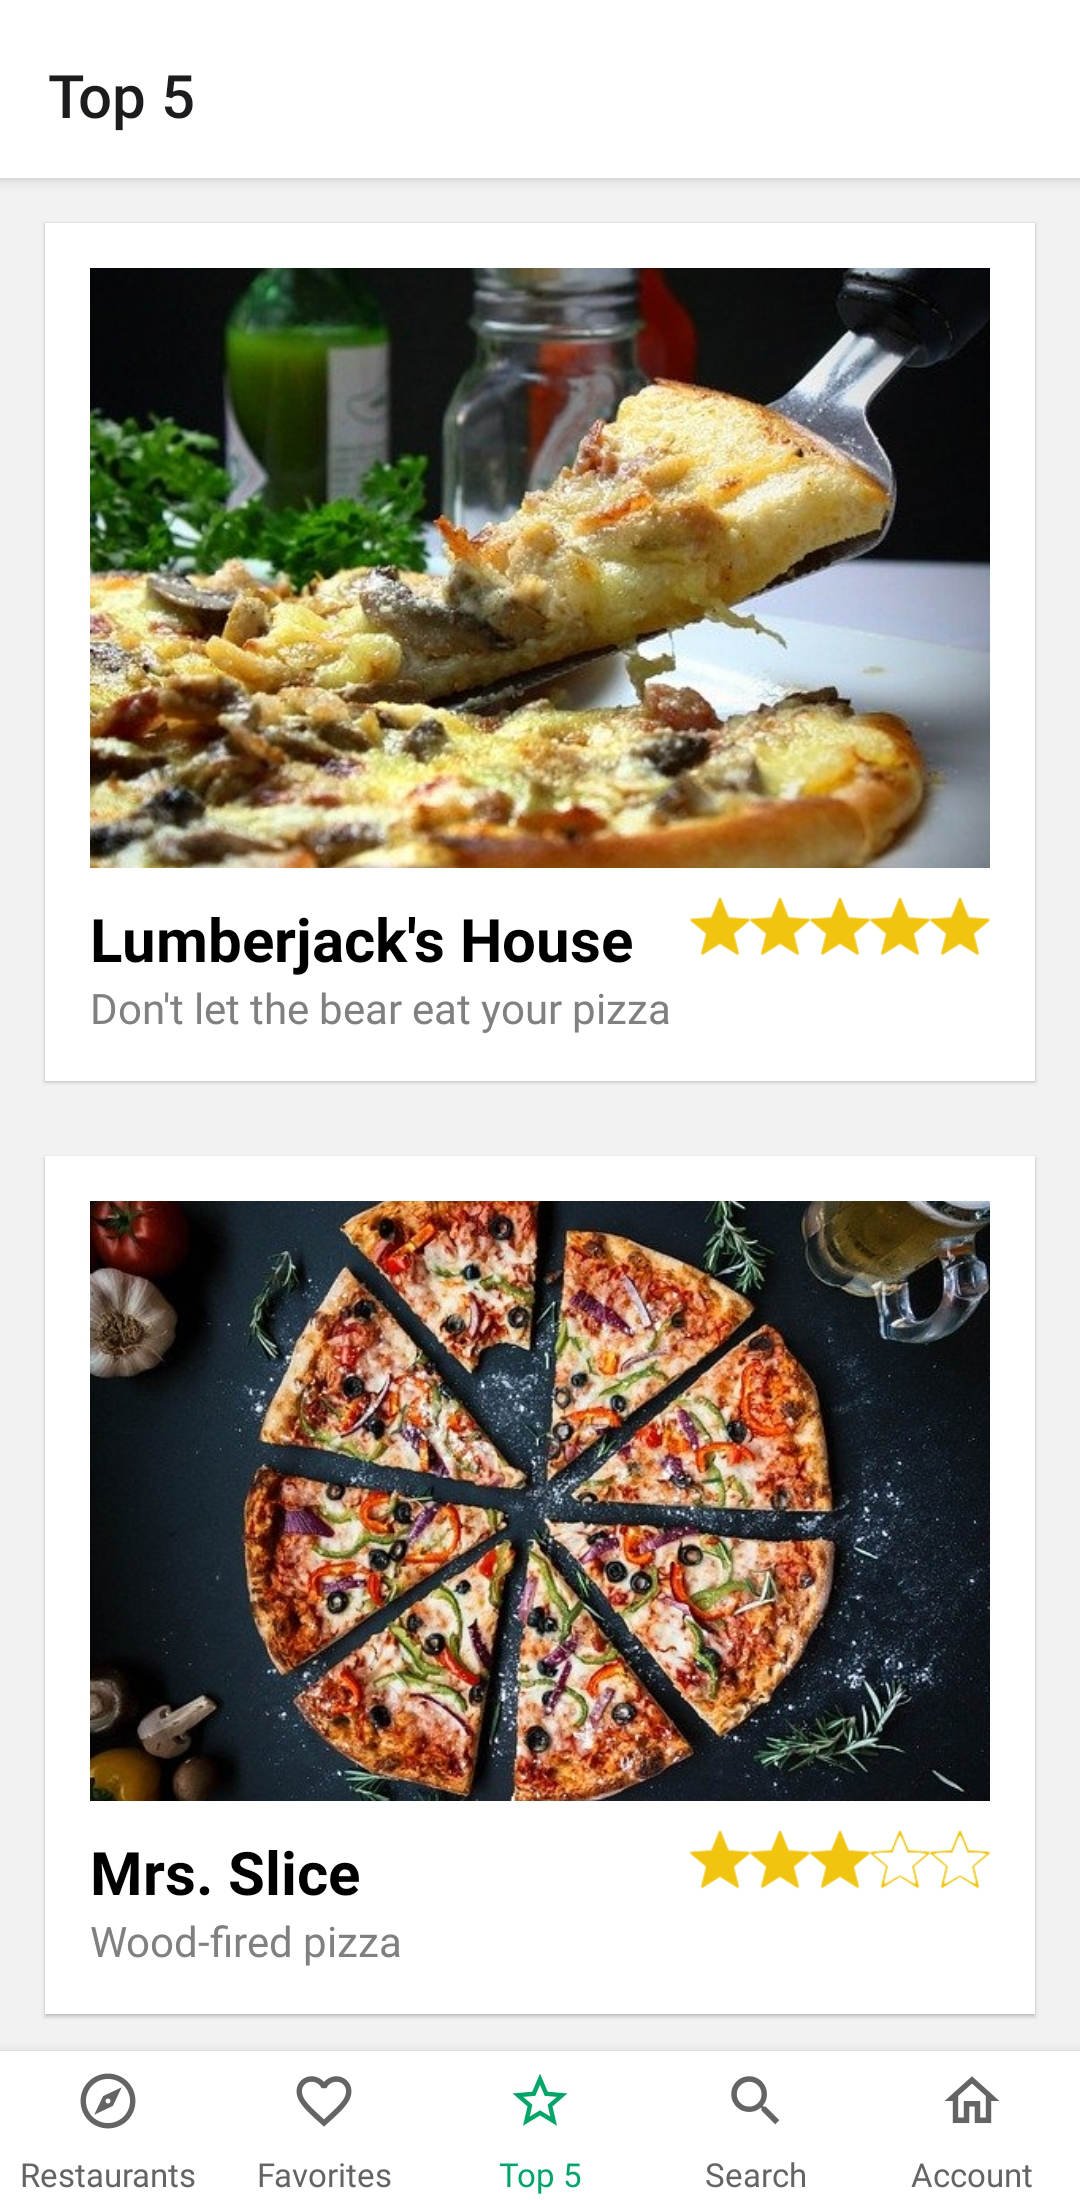 Top 5
Lumberjack's House
Don't let the bear eat your pizza
Mrs. Slice
Wood-fired pizza
Restaurants
Favorites
Top 5
Search
Account